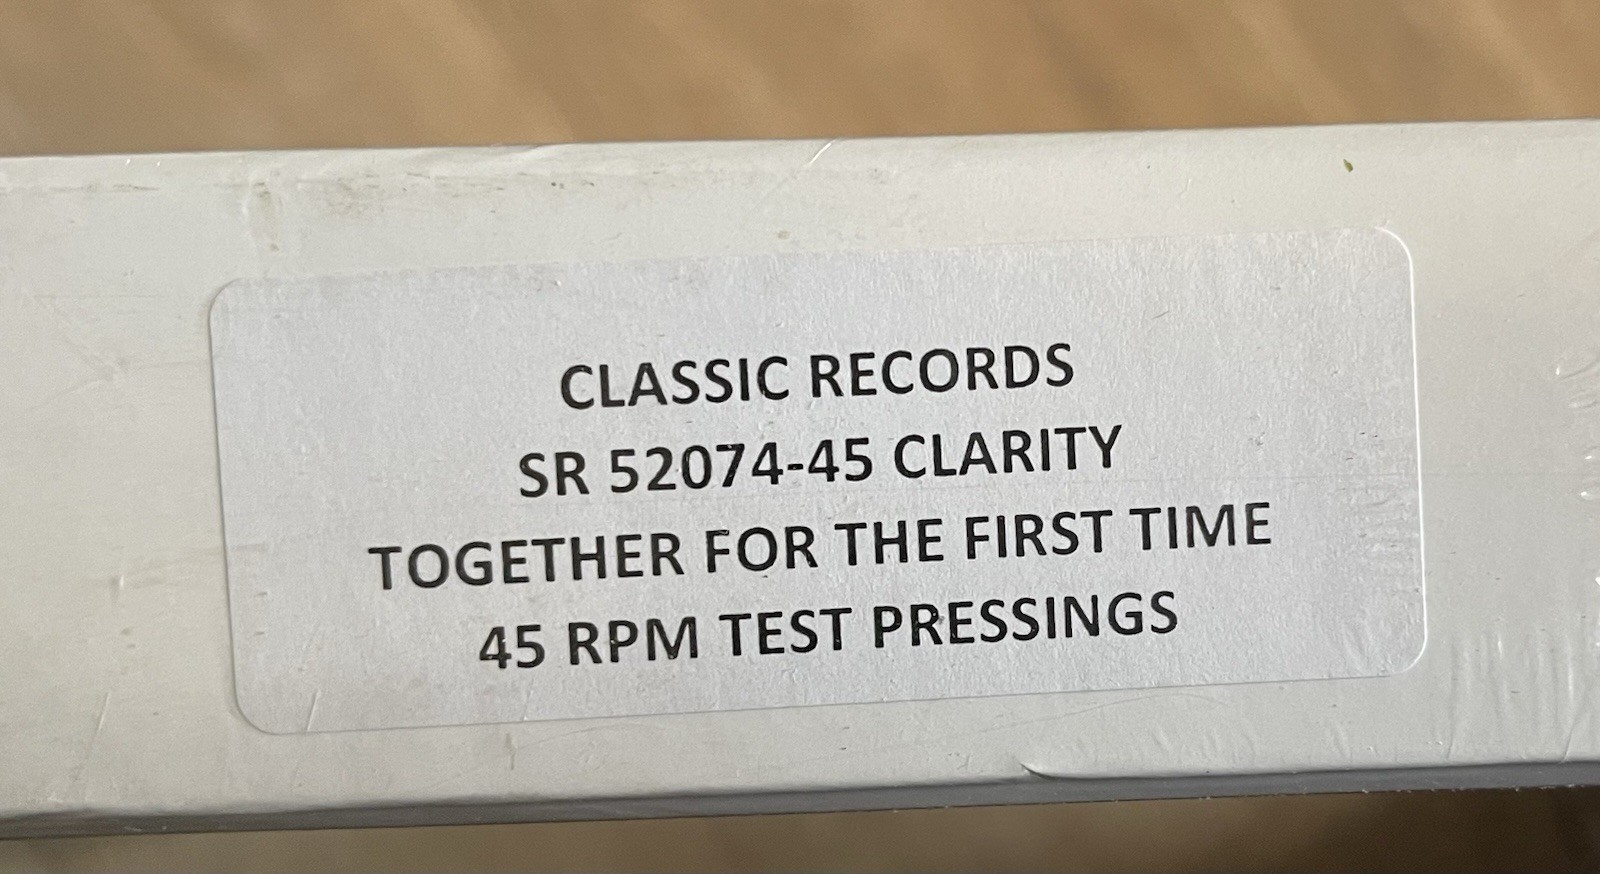 CLASSIC RECORDS
SR 52074-45 CLARITY
TOGETHER FOR THE FIRST TIME
45 RPM TEST PRESSINGS